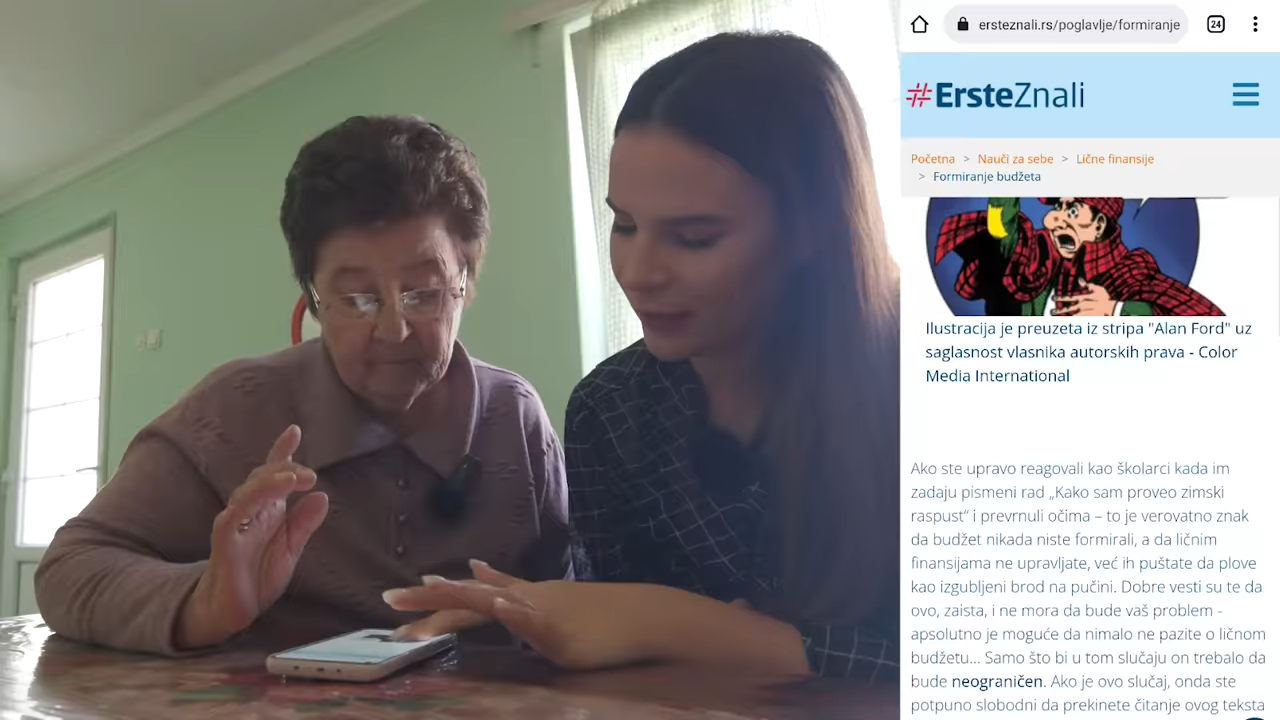 24
ersteznali.rs/poglavlje/formiranje
#ErsteZnali
Početna > Nauči za sebe > Lične finansije
> Formiranje budžeta
Ilustracija je preuzeta iz stripa "Alan Ford" uz
saglasnost vlasnika autorskih prava - Color
Media International
Ako ste upravo reagovali kao školarci kada im
zadaju pismeni rad „Kako sam proveo zimski
raspust“ i prevrnuli očima – to je verovatno znak
da budžet nikada niste formirali, a da ličnim
finansijama ne upravljate, već ih puštate da plove
kao izgubljeni brod na pučini. Dobre vesti su te da
ovo, zaista, i ne mora da bude vaš problem -
apsolutno je moguće da nimalo ne pazite o ličnom
budžetu... Samo što bi u tom slučaju on trebalo da
bude neograničen. Ako je ovo slučaj, onda ste
potpuno slobodni da prekinete čitanje ovog teksta